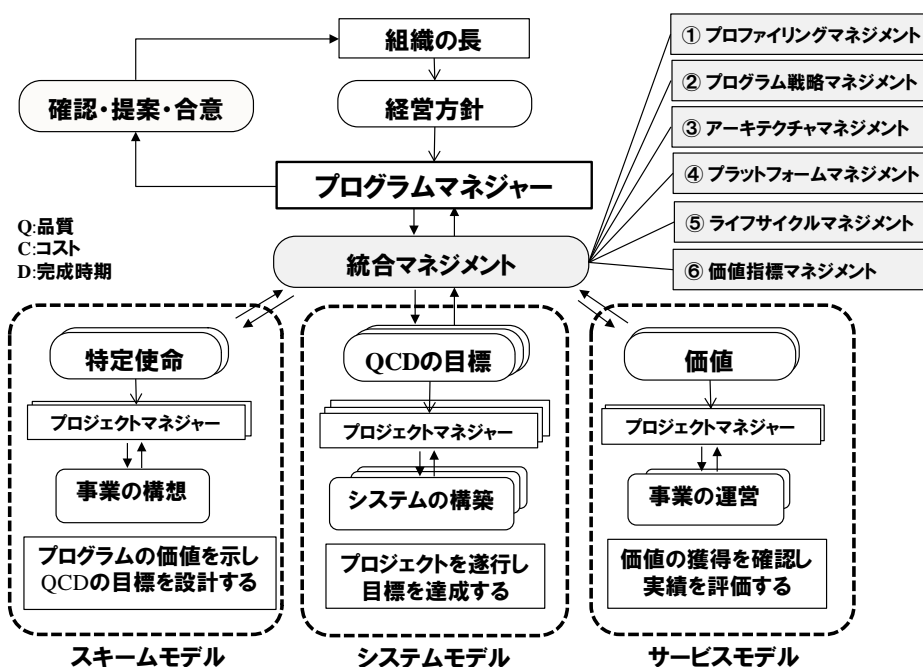 組織の長
確認・提案・合意
経営方針
プログラムマネジャー
① プロファイリングマネジメント
② プログラム戦略マネジメント
③ アーキテクチャマネジメント
④ プラットフォームマネジメント
⑤ ライフサイクルマネジメント
⑥ 価値指標マネジメント
Q:品質
C:コスト
D:完成時期
統合マネジメント
特定使命
プロジェクトマネジャー
事業の構想
プログラムの価値を示し
QCDの目標を設計する
スキームモデル
QCDの目標
プロジェクトマネジャー
システムの構築
プロジェクトを遂行し
目標を達成する
システムモデル
価値
プロジェクトマネジャー
事業の運営
価値の獲得を確認し
実績を評価する
サービスモデル